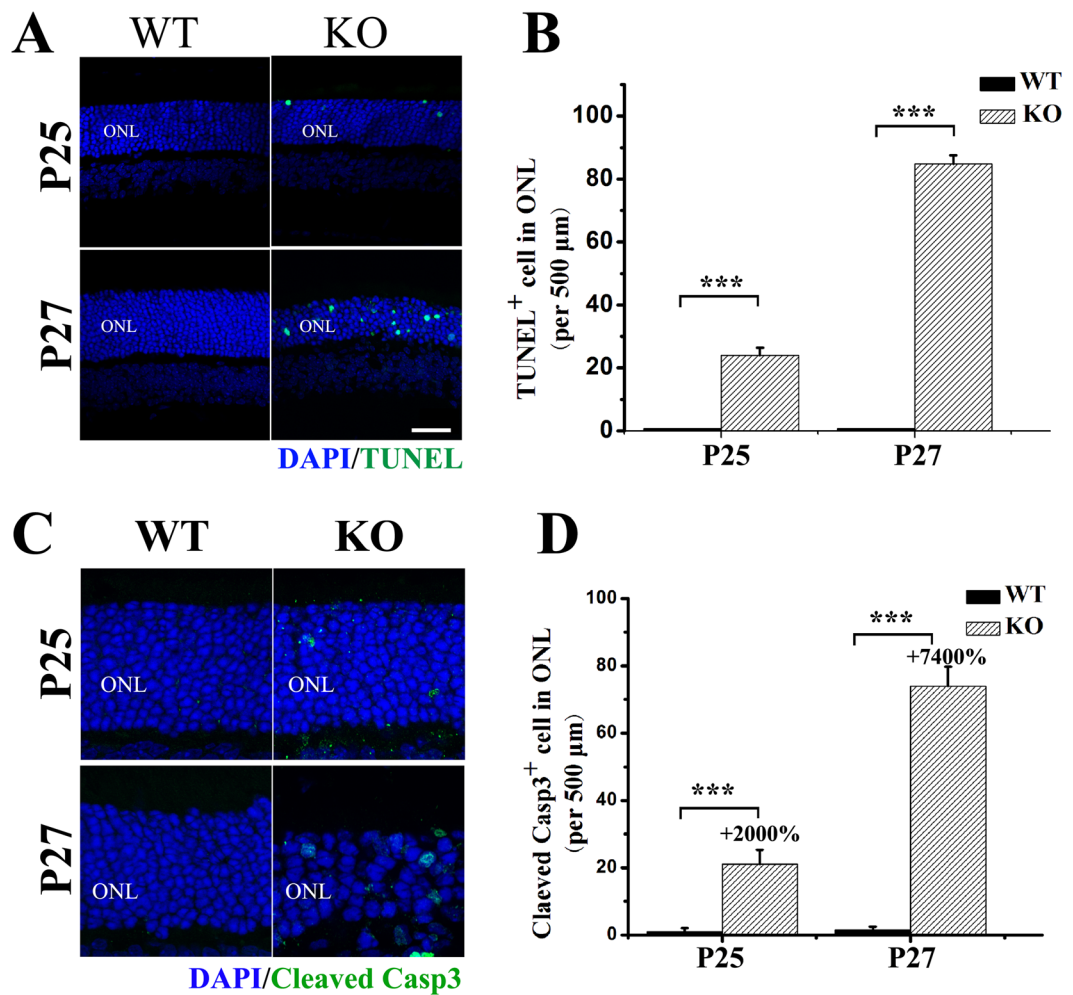 A
WT
KO
P25
ONL
ONL
P27
ONL
ONL
DAPI/TUNEL
B
WT
KO
TUNEL+ cell in ONL
(per 500 μm)
100
80
60
40
20
0
***
***
P25
P27
C
WT
KO
P25
ONL
ONL
P27
ONL
ONL
DAPI/Cleaved Casp3
D
WT
KO
Claeved Casp3+ cell in ONL
(per 500 μm)
100
80
60
40
20
0
***
+2000%
***
+7400%
P25
P27